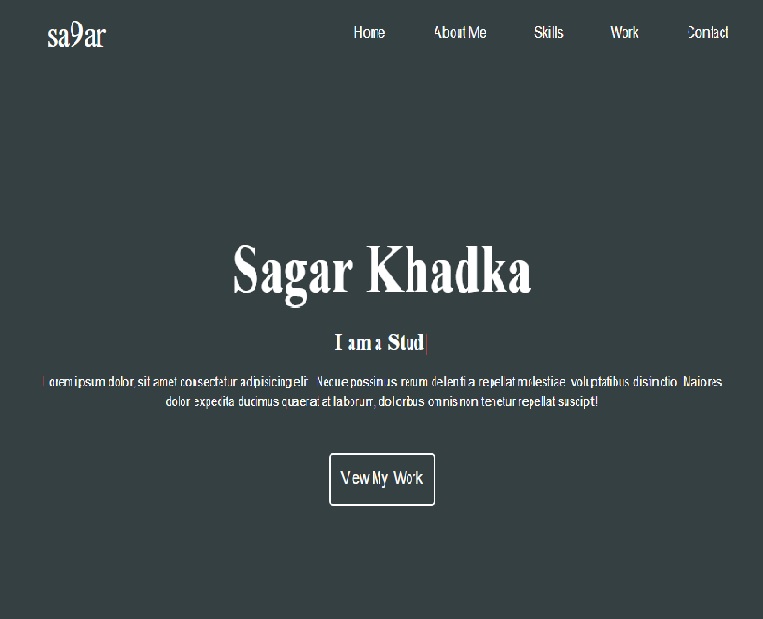 sa9ar
Home About Me Skills Work Contact
Sagar Khadka
I am a Stud
Lorem ipsum dolor, sit amet consectetur adipisicing elit. Neque possimus rerum deleniti a repellat molestiae, voluptatibus distinctio. Maiores
dolor expedita ducimus quaerat at laborum, doloribus omnis non tenetur repellat suscipit!
View My Work